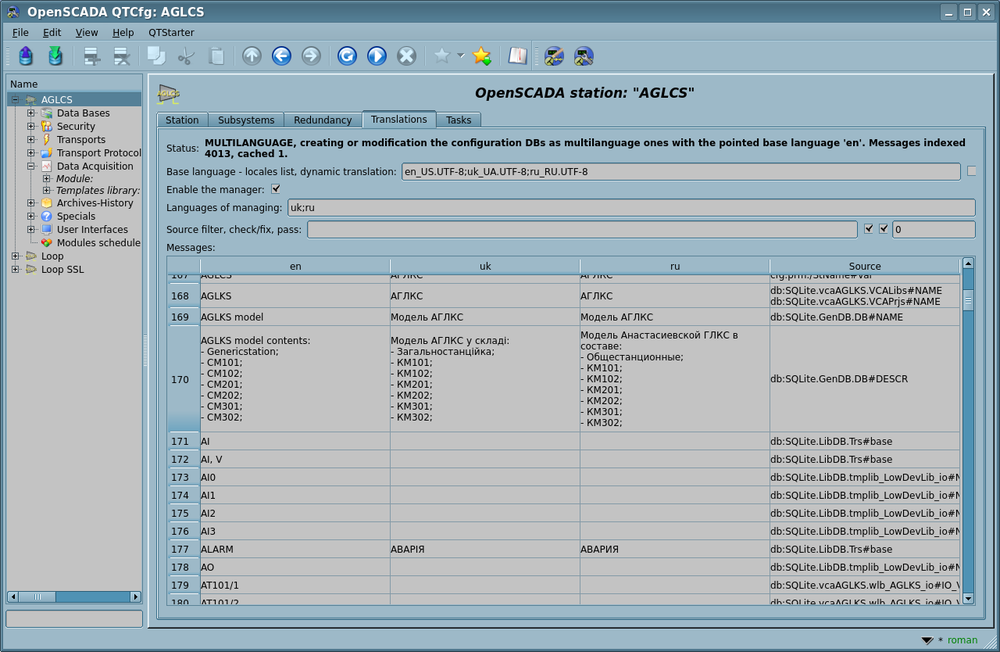 OpenSCADA QTCfg: AGLCS
File Edit View Help QTStarter
Name
AGLCS
Data Bases
Security
Transports
Transport Protocol
Data Acquisition
Module:
Templates library:
Archives-History
Specials
User Interfaces
Modules schedule
Loop
Loop SSL
AGLCS
OpenSCADA station: "AGLCS"
Station Subsystems Redundancy Translations Tasks
Status: MULTILANGUAGE, creating or modification the configuration DBs as multilanguage ones with the pointed base language 'en'. Messages indexed
4013, cached 1.
Base language - locales list, dynamic translation: en_US.UTF-8;uk_UA.UTF-8;ru_RU.UTF-8
Enable the manager:
Languages of managing: uk;ru
Source filter, check/fix, pass: 0
Messages:
en uk ru Source
167 AGLCS АГЛКС АГЛКС cfg:prm:/StName#val
168 AGLKS АГЛКС АГЛКС db:SQLite.vcaAGLKS.VCALibs#NAME
db:SQLite.vcaAGLKS.VCAPrjs#NAME
169 AGLKS model Модель АГЛКС Модель АГЛКС db:SQLite.GenDB.DB#NAME
170
AGLKS model contents:
- Genericstation;
- CM101;
- CM102;
- CM201;
- CM202;
- CM301;
- CM302;
Модель АГЛКС у складі:
- Загальностанційка;
- КМ101;
- КМ102;
- КМ201;
- КМ202;
- КМ301;
- КМ302;
Модель Анастасиевской ГЛКС в
составе:
- Общестанционные;
- КМ101;
- КМ102;
- КМ201;
- КМ202;
- КМ301;
- КМ302;
db:SQLite.GenDB.DB#DESCR
171 AI db:SQLite.LibDB.Trs#base
172 AI, V db:SQLite.LibDB.Trs#base
173 AI0 db:SQLite.LibDB.tmplib_LowDevLib_io#N
174 AI1 db:SQLite.LibDB.tmplib_LowDevLib_io#N
175 AI2 db:SQLite.LibDB.tmplib_LowDevLib_io#N
176 AI3 db:SQLite.LibDB.tmplib_LowDevLib_io#N
177 ALARM АВАРІЯ АВАРИЯ db:SQLite.LibDB.Trs#base
178 AO db:SQLite.LibDB.tmplib_LowDevLib_io#N
179 AT101/1 db:SQLite.vcaAGLKS.wlb_AGLKS_io#IO_V
180 AT101/2 db:SQLite.vcaAGLKS.wlb_AGLKS_io#IO_V
* roman